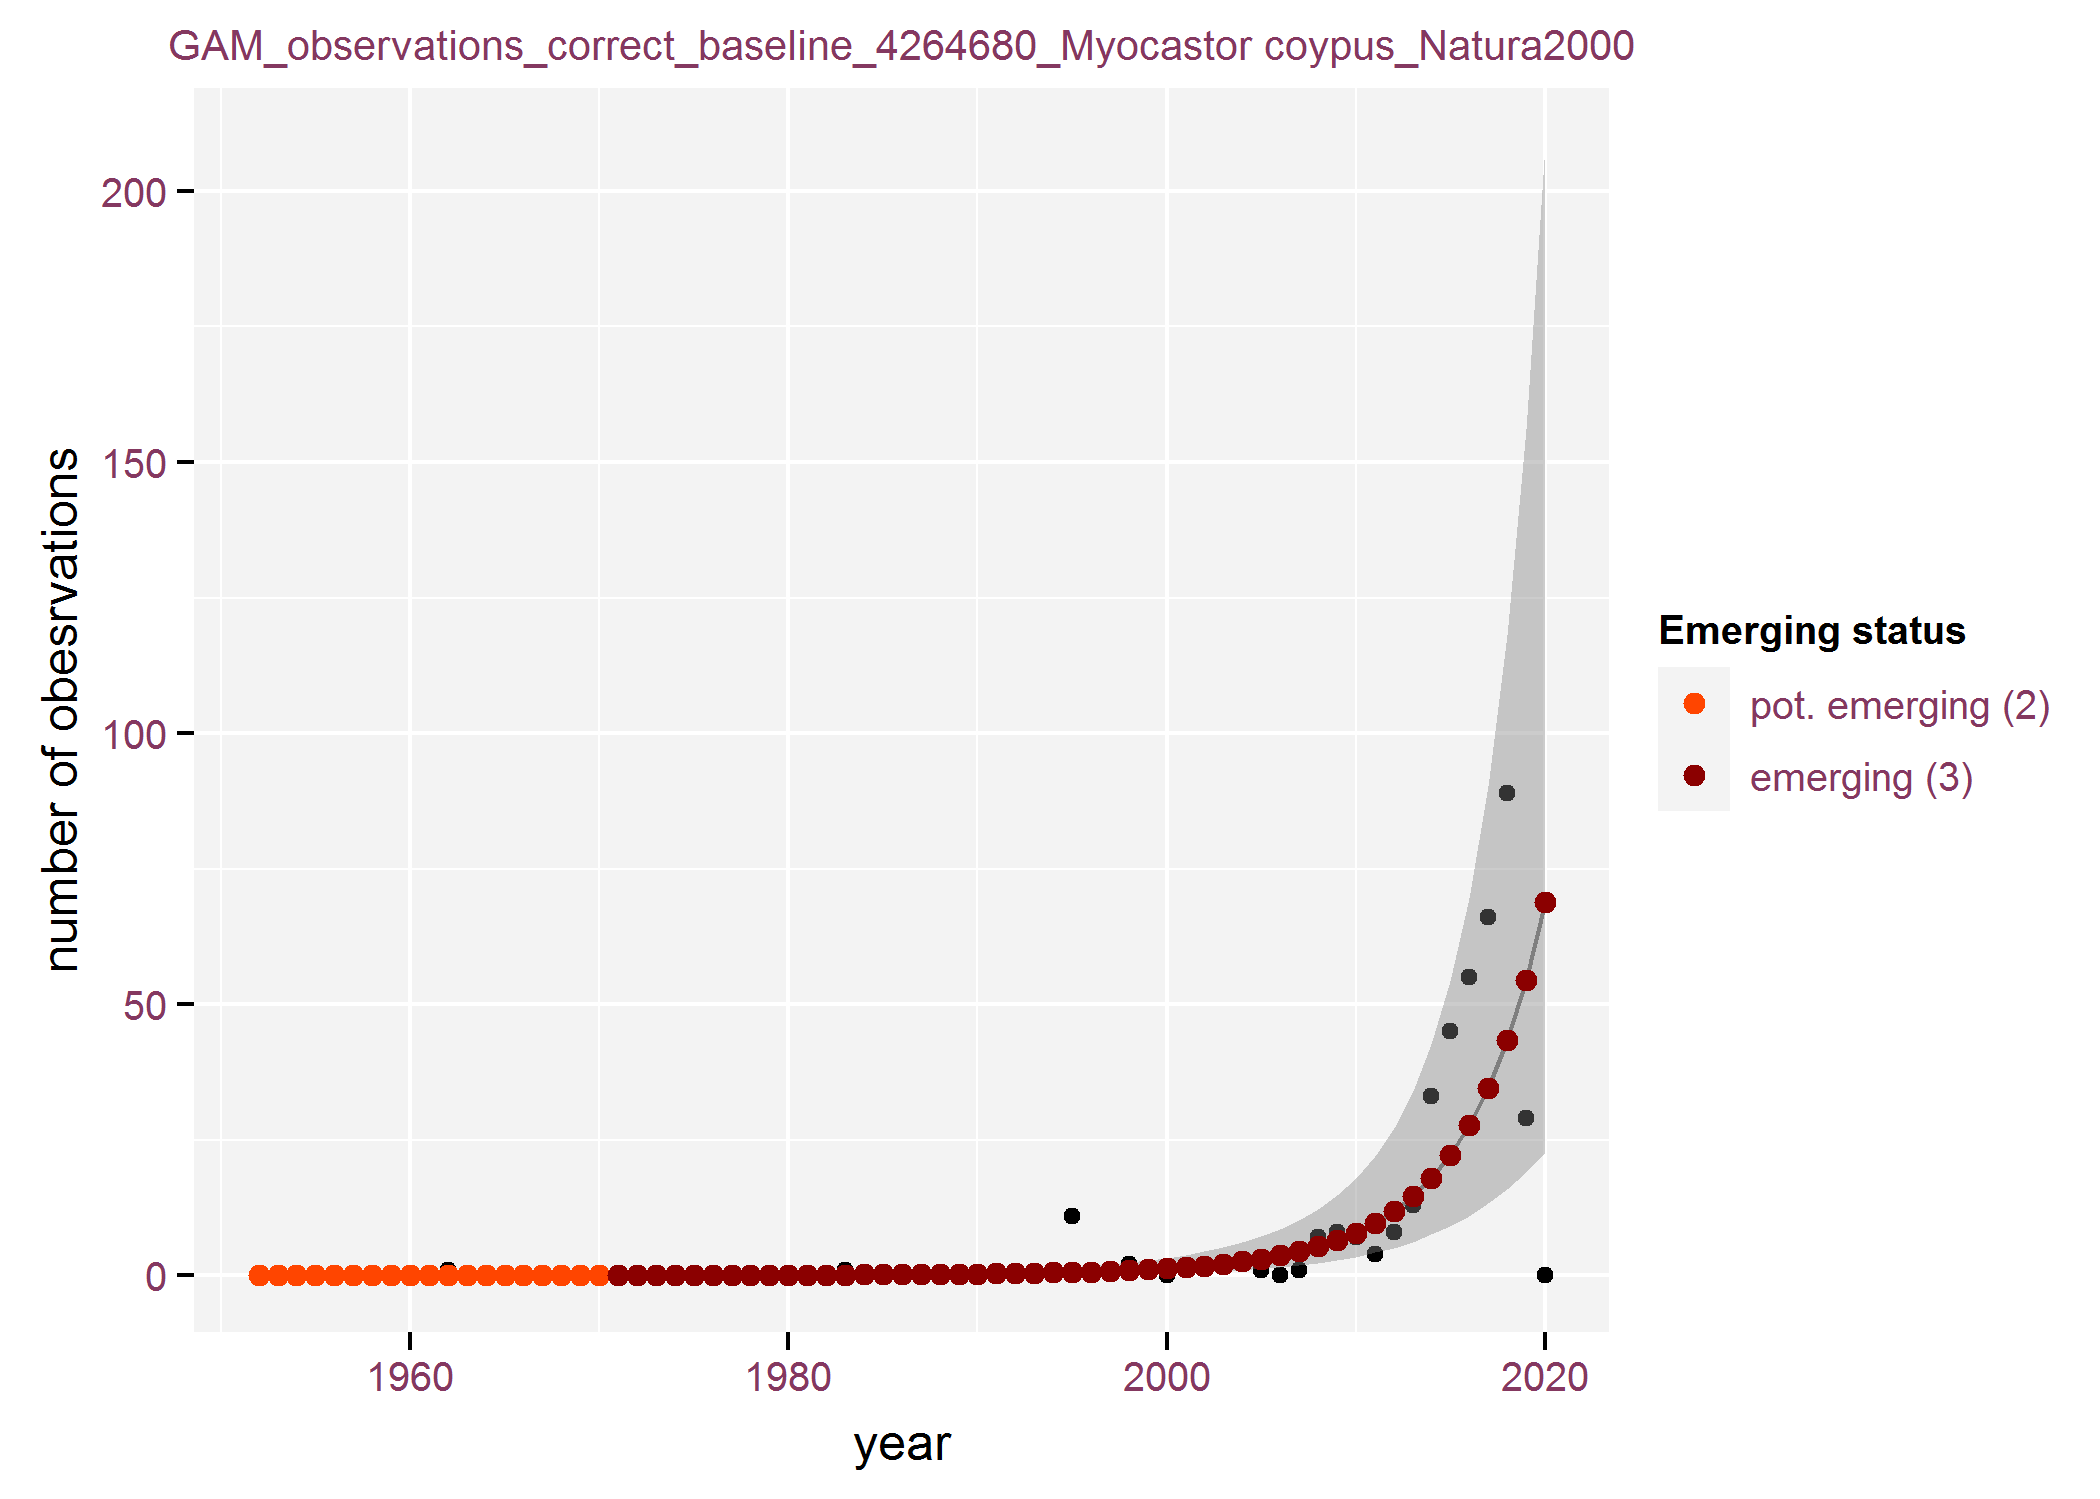 GAM_observations_correct_baseline_4264680_Myocastor coypus_Natura2000
number of obesrvations
200
150
100
50
0
1960
1980
2000
2020
year
Emerging status
pot. emerging (2)
emerging (3)